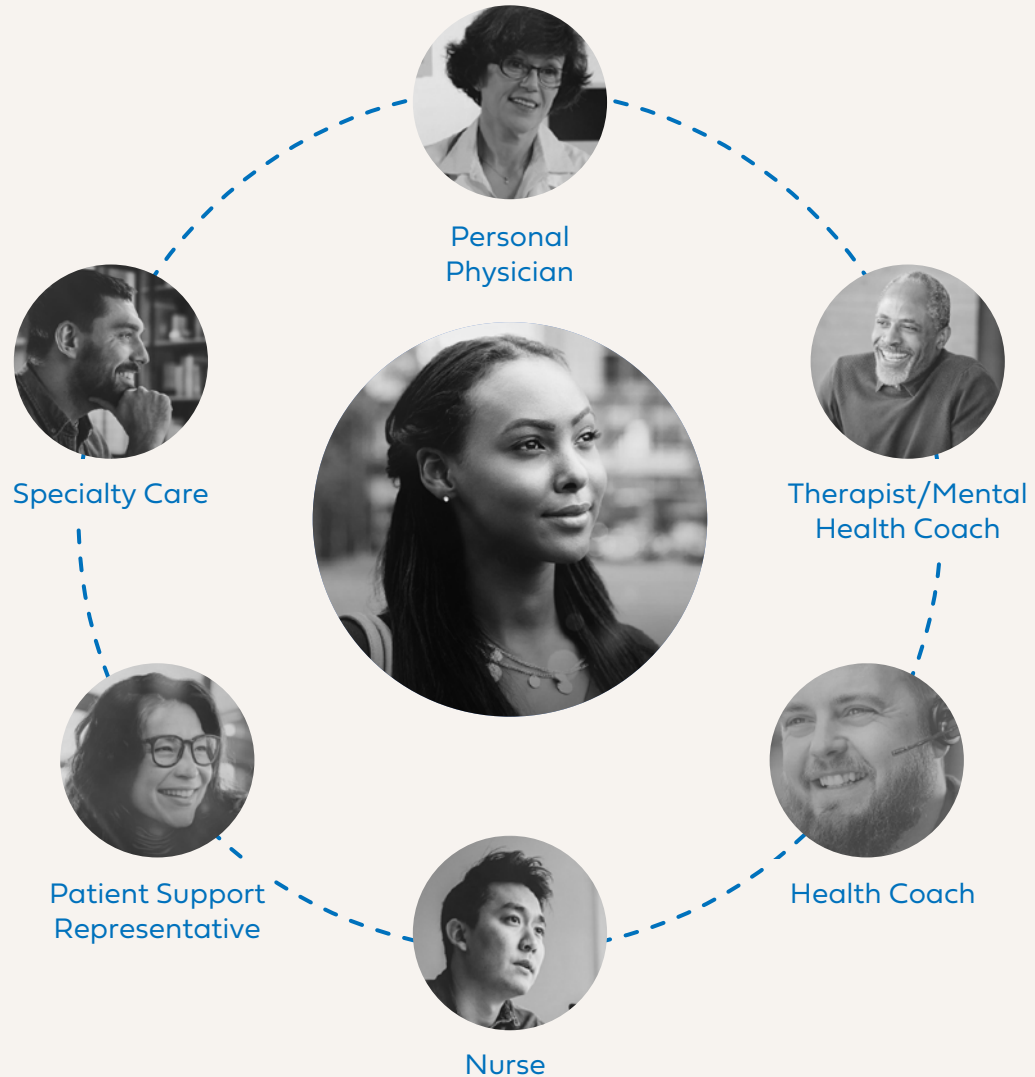 Personal
Physician
Specialty Care
Therapist/Mental
Health Coach
Patient Support
Representative
Health Coach
Nurse